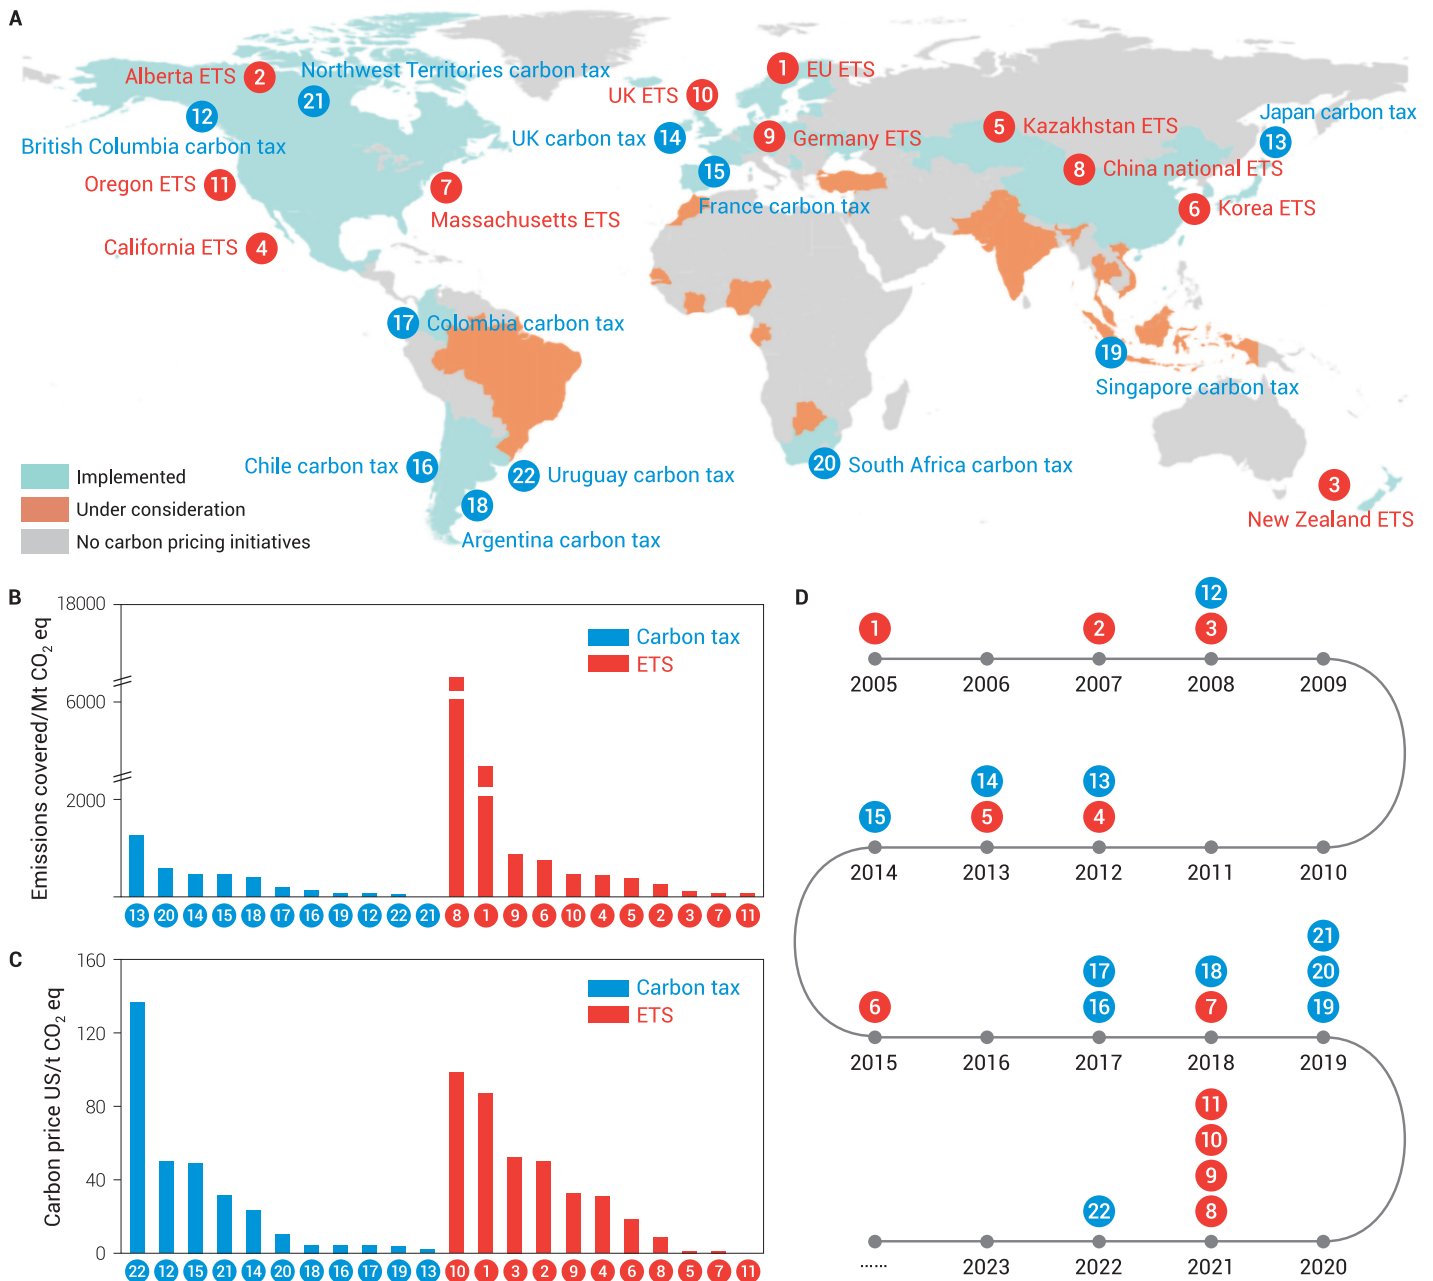 A
Alberta ETS 2
Northwest Territories carbon tax
21
12
British Columbia carbon tax
Oregon ETS 11
7
Massachusetts ETS
California ETS 4
1 EU ETS
UK ETS 10
UK carbon tax 14
9 Germany ETS
15
France carbon tax
5 Kazakhstan ETS
Japan carbon tax
13
8 China national ETS
6 Korea ETS
17 Colombia carbon tax
19
Singapore carbon tax
Chile carbon tax 16
22 Uruguay carbon tax
18
Argentina carbon tax
20 South Africa carbon tax
3
New Zealand ETS
Implemented
Under consideration
No carbon pricing initiatives
B
Emissions covered/Mt CO2 eq
18000
6000
2000
Carbon tax
ETS
13 20 14 15 18 17 16 19 12 22 21 8 1 9 6 10 4 5 2 3 7 11
C
Carbon price US/t CO2 eq
160
120
80
40
0
Carbon tax
ETS
22 12 15 21 14 20 18 16 17 19 13 10 1 3 2 9 4 6 8 5 7 11
D
12
1 2 3
2005 2006 2007 2008 2009
14 13
15 5 4
2014 2013 2012 2011 2010
21
17 18 20
6 16 7 19
2015 2016 2017 2018 2019
11
10
9
22 8
...... 2023 2022 2021 2020